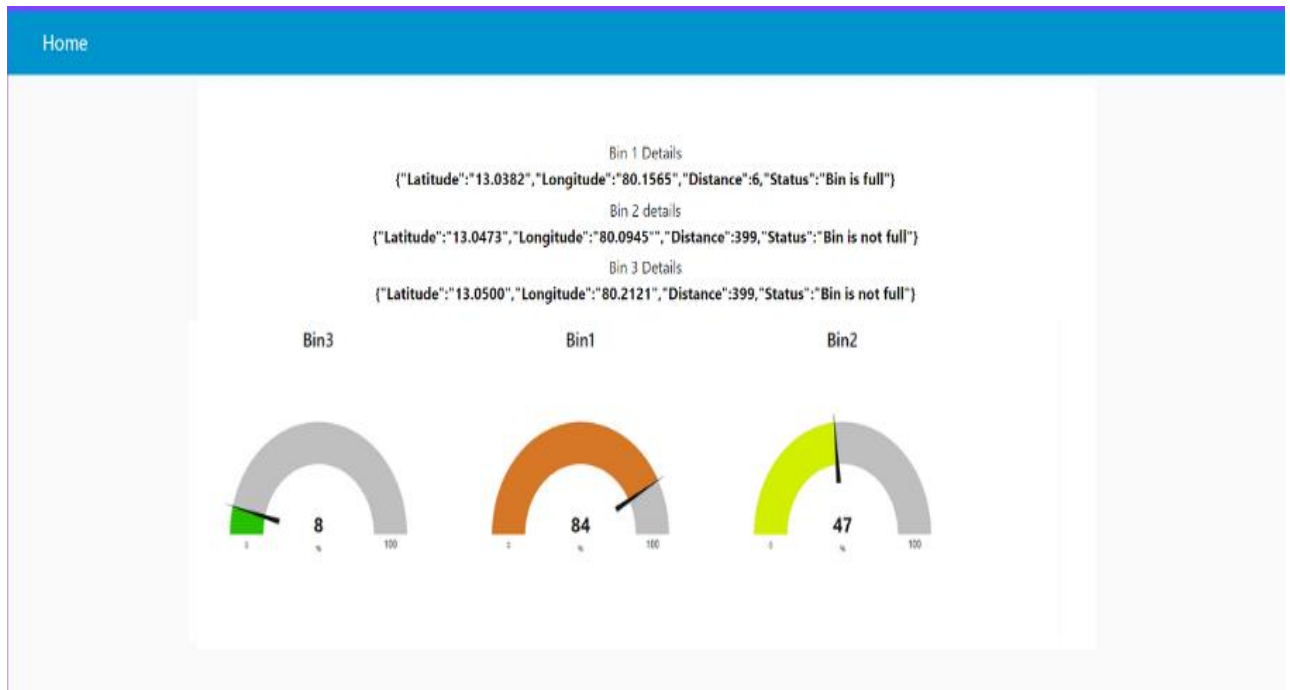 Home
Bin 1 Details
{"Latitude":"13.0382","Longitude":"80.1565","Distance":6,"Status":"Bin is full"}
Bin 2 details
{"Latitude":"13.0473","Longitude":"80.0945"","Distance":399,"Status":"Bin is not full"}
Bin 3 Details
{"Latitude":"13.0500","Longitude":"80.2121","Distance":399,"Status":"Bin is not full"}
Bin3 Bin1 Bin2
8 84 47
0 % 100 % 100 0 % 100